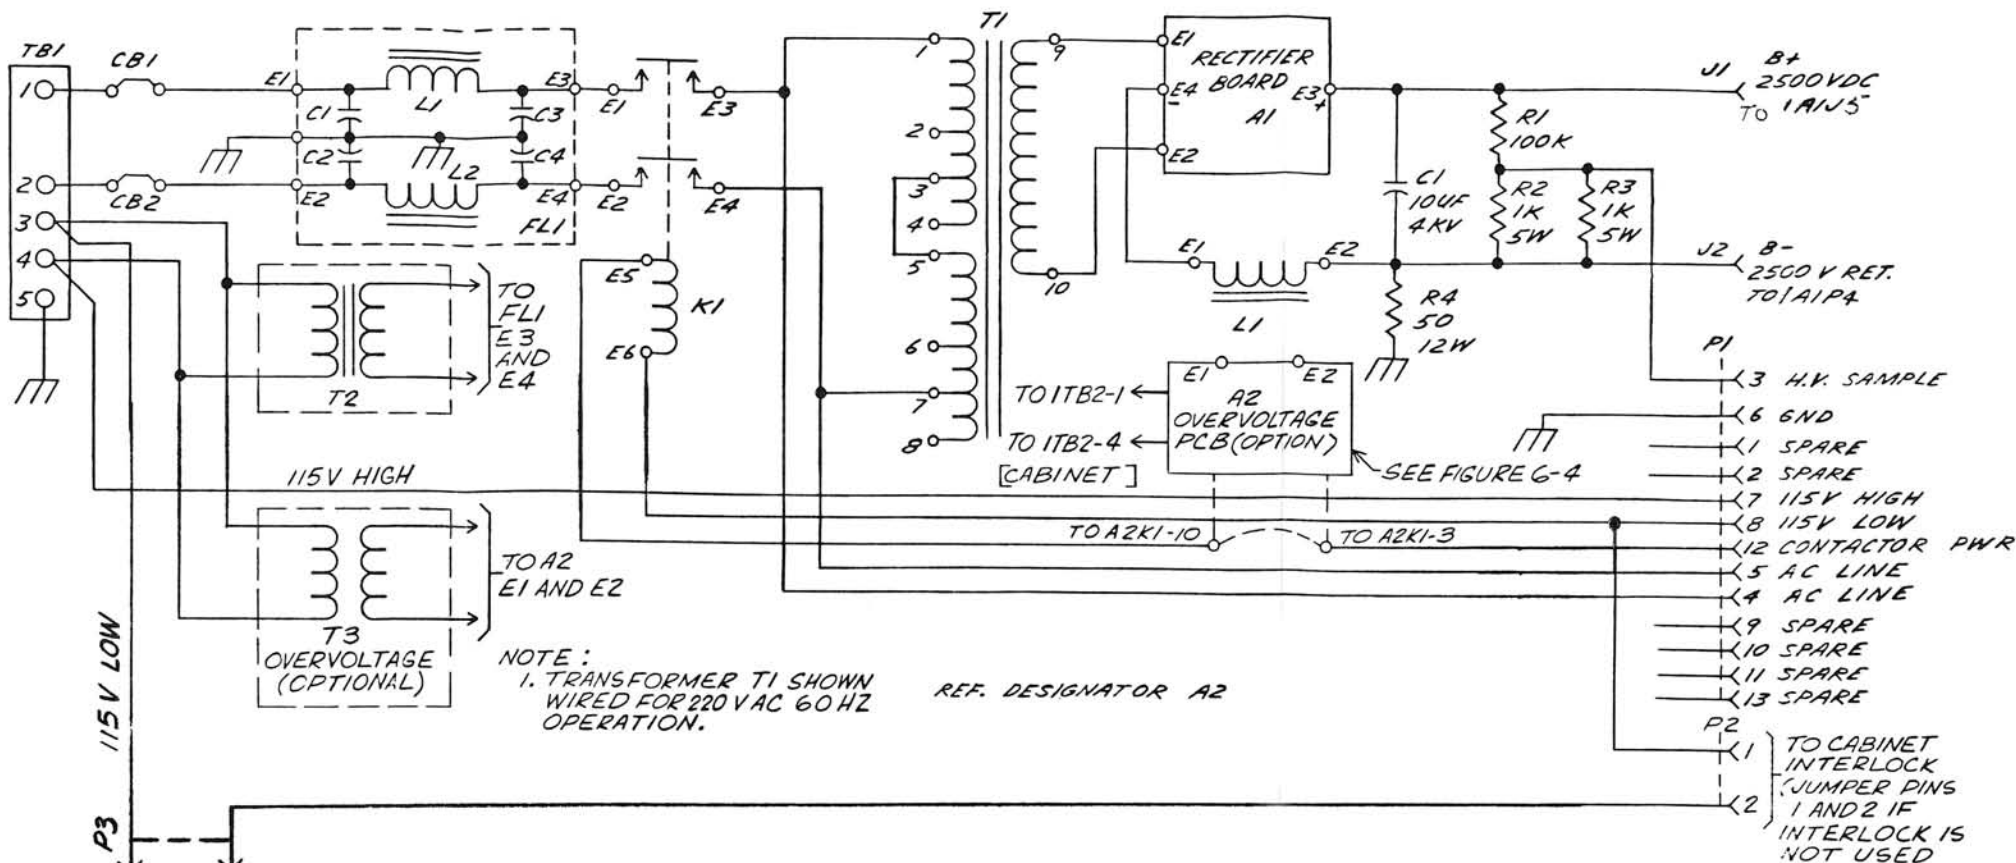 TB1
1
2
3
4
5
CB1
CB2
E1
E2
C1
C2
L1
L2
C3
C4
E3
E4
FL1
E1
E2
E3
E4
E5
E6
K1
T1
1
2
3
4
5
6
7
8
9
10
E1
E4
-
E2
RECTIFIER
BOARD
A1
E3
+
C1
10UF
4KV
R1
100K
R2
1K
5W
R3
1K
5W
J1
B+
2500VDC
TO 1A1J5
J2
B-
2500 V RET.
TO 1A1P4
E1
E2
L1
R4
50
12W
T2
TO
FL1
E3
AND
E4
115V HIGH
T3
OVERVOLTAGE
(OPTIONAL)
TO A2
E1 AND E2
E1
E2
A2
OVERVOLTAGE
PCB (OPTION)
TO 1TB2-1
TO 1TB2-4
[CABINET]
SEE FIGURE 6-4
TO A2K1-10
TO A2K1-3
P1
3 H.V. SAMPLE
6 GND
1 SPARE
2 SPARE
7 115V HIGH
8 115V LOW
12 CONTACTOR PWR
5 AC LINE
4 AC LINE
9 SPARE
10 SPARE
11 SPARE
13 SPARE
P2
1
2
TO CABINET
INTERLOCK
(JUMPER PINS
1 AND 2 IF
INTERLOCK IS
NOT USED
NOTE:
1. TRANSFORMER T1 SHOWN
WIRED FOR 220 VAC 60 HZ
OPERATION.
REF. DESIGNATOR A2
115V LOW
P3